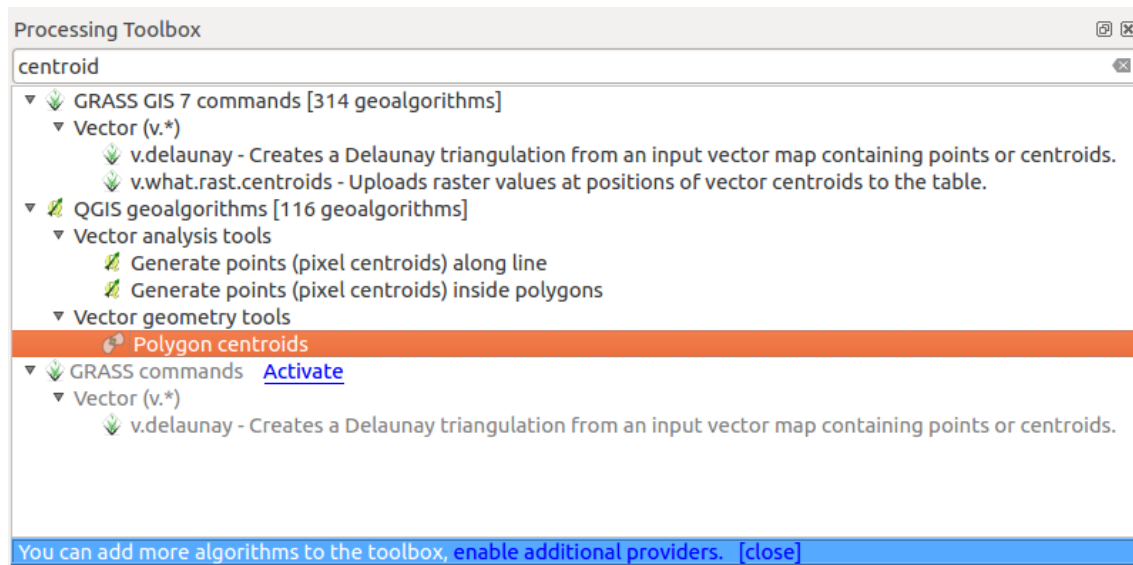 Processing Toolbox
centroid
GRASS GIS 7 commands [314 geoalgorithms]
Vector (v.*)
v.delaunay - Creates a Delaunay triangulation from an input vector map containing points or centroids.
v.what.rast.centroids - Uploads raster values at positions of vector centroids to the table.
QGIS geoalgorithms [116 geoalgorithms]
Vector analysis tools
Generate points (pixel centroids) along line
Generate points (pixel centroids) inside polygons
Vector geometry tools
Polygon centroids
GRASS commands Activate
Vector (v.*)
v.delaunay - Creates a Delaunay triangulation from an input vector map containing points or centroids.
You can add more algorithms to the toolbox, enable additional providers. [close]